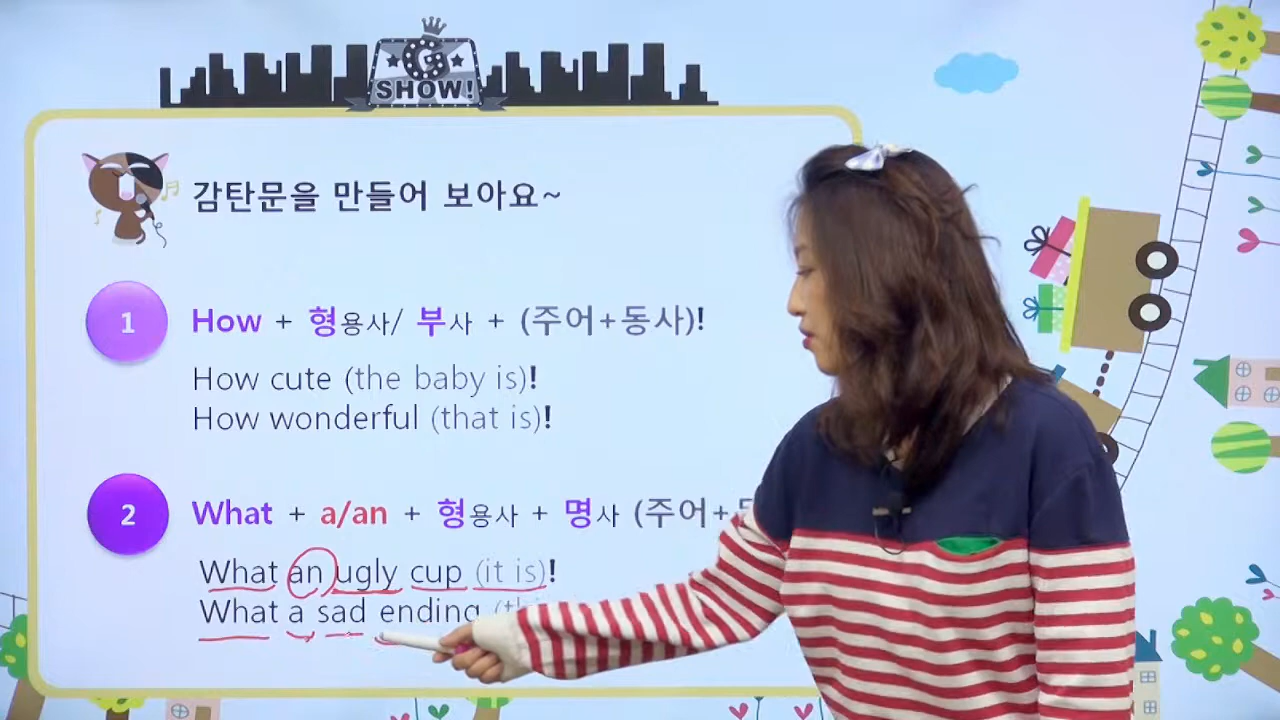 G
SHOW!
감탄문을 만들어 보아요~
1
How + 형용사/ 부사 + (주어+동사)!
How cute (the baby is)!
How wonderful (that is)!
2
What + a/an + 형용사 + 명사 (주어+
What an ugly cup (it is)!
What a sad ending